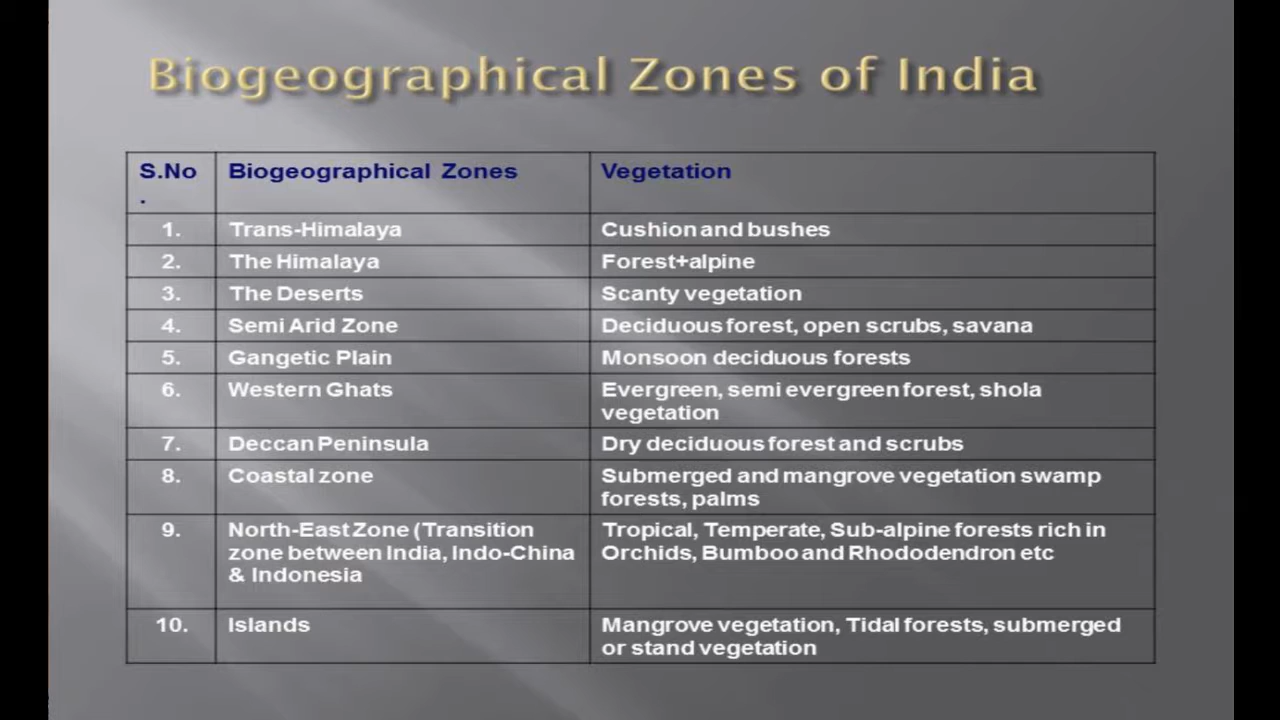 Biogeographical Zones of India
S.No Biogeographical Zones Vegetation
.
1. Trans-Himalaya Cushion and bushes
2. The Himalaya Forest+alpine
3. The Deserts Scanty vegetation
4. Semi Arid Zone Deciduous forest, open scrubs, savana
5. Gangetic Plain Monsoon deciduous forests
6. Western Ghats Evergreen, semi evergreen forest, shola
vegetation
7. Deccan Peninsula Dry deciduous forest and scrubs
8. Coastal zone Submerged and mangrove vegetation swamp
forests, palms
9. North-East Zone (Transition Tropical, Temperate, Sub-alpine forests rich in
zone between India, Indo-China Orchids, Bumboo and Rhododendron etc
& Indonesia
10. Islands Mangrove vegetation, Tidal forests, submerged
or stand vegetation